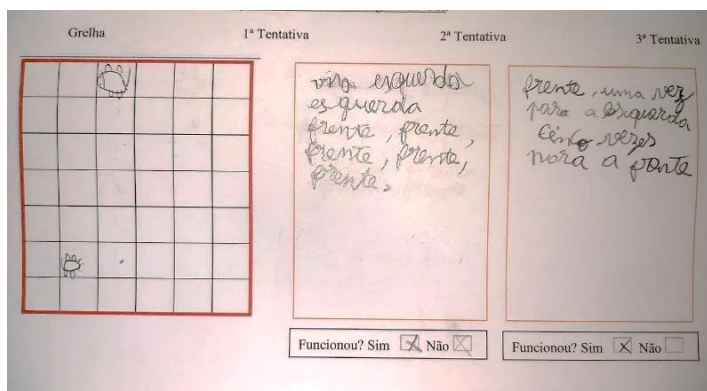 Grelha
1ª Tentativa
2ª Tentativa
3ª Tentativa
vira esquerda
esquerda
frente, frente,
frente, frente,
frente.
Funcionou? Sim Não
frente, uma vez
para a esquerda
cinco vezes
para a frente
Funcionou? Sim Não